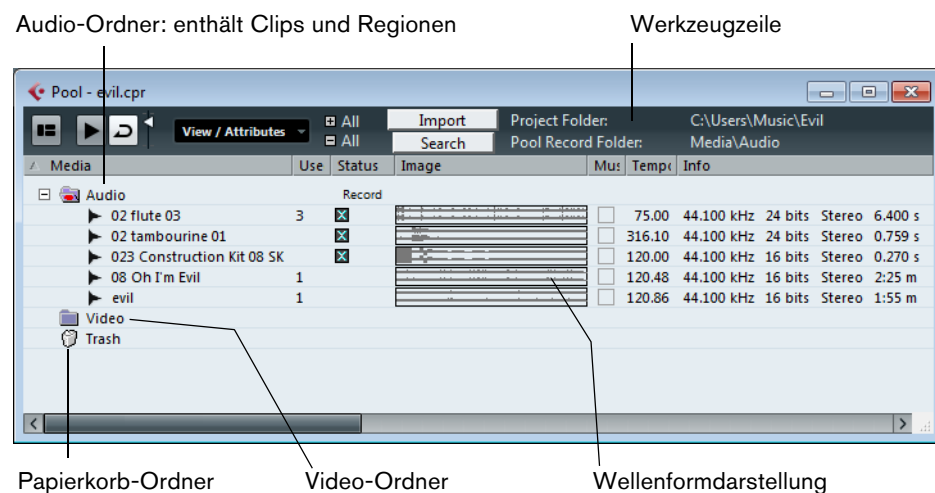 Audio-Ordner: enthält Clips und Regionen Werkzeugzeile
Pool - evil.cpr
View / Attributes All Import Project Folder: C:\Users\Music\Evil
All Search Pool Record Folder: Media\Audio
Media Use Status Image Mus Tempo Info
Audio Record
02 flute 03 3 75.00 44.100 kHz 24 bits Stereo 6.400 s
02 tambourine 01 316.10 44.100 kHz 24 bits Stereo 0.759 s
023 Construction Kit 08 SK 120.00 44.100 kHz 16 bits Stereo 0.270 s
08 Oh I'm Evil 1 120.48 44.100 kHz 16 bits Stereo 2:25 m
evil 1 120.86 44.100 kHz 16 bits Stereo 1:55 m
Video
Trash
Papierkorb-Ordner Video-Ordner Wellenformdarstellung